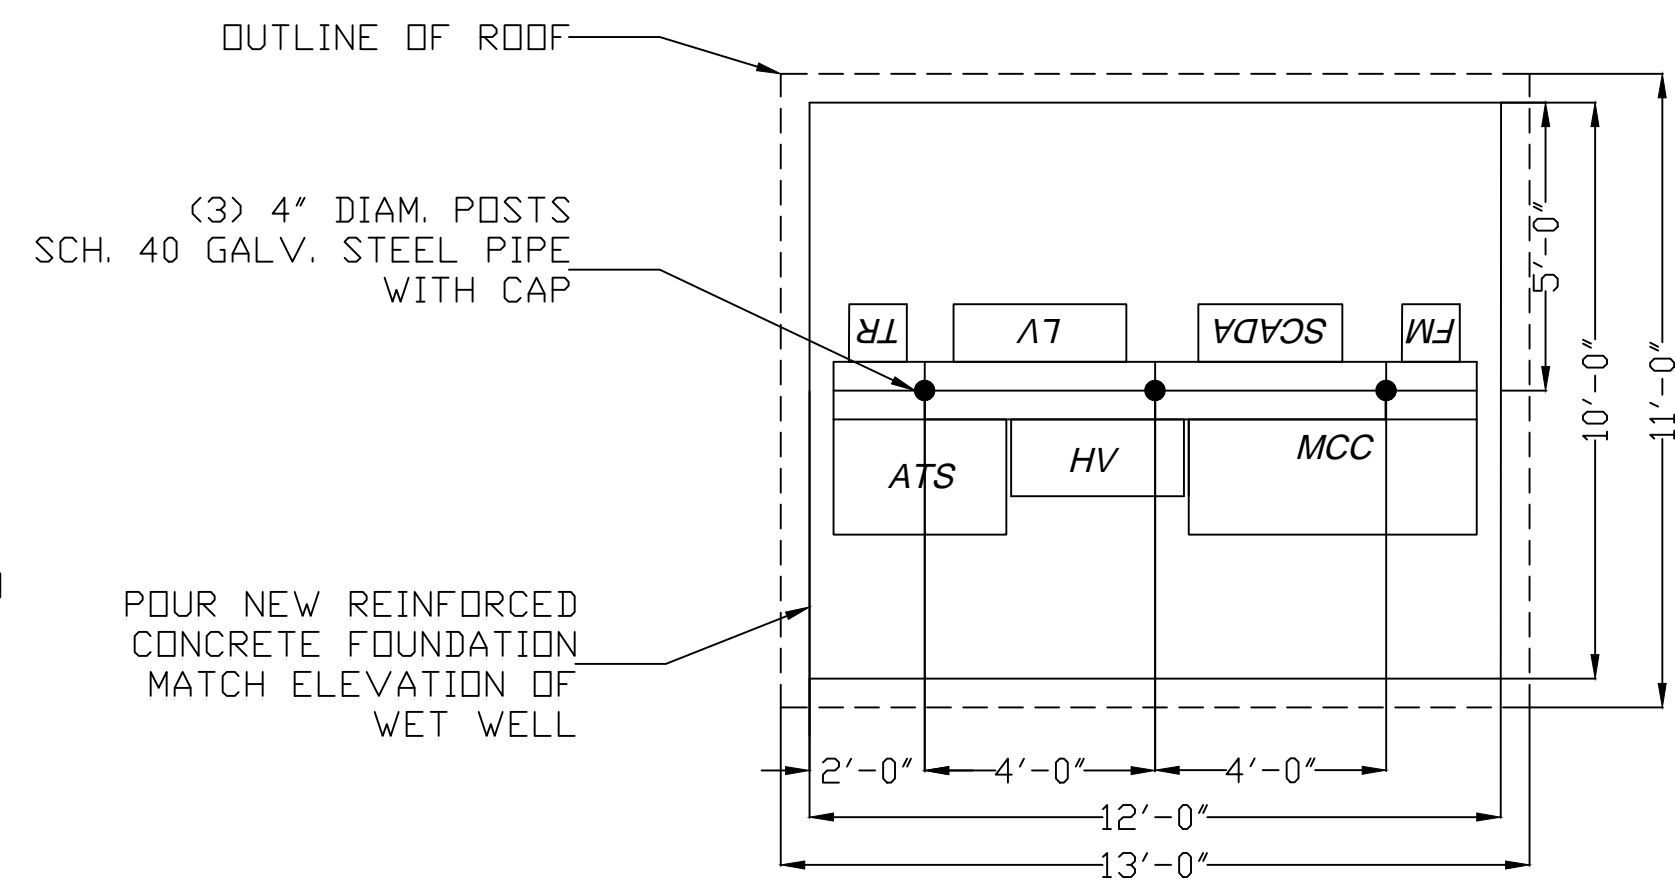 OUTLINE OF ROOF
(3) 4" DIAM. POSTS
SCH. 40 GALV. STEEL PIPE
WITH CAP
TR
LV
SCADA
FM
ATS
HV
MCC
5'-0"
10'-0"
11'-0"
POUR NEW REINFORCED
CONCRETE FOUNDATION
MATCH ELEVATION OF
WET WELL
2'-0"
4'-0"
4'-0"
12'-0"
13'-0"